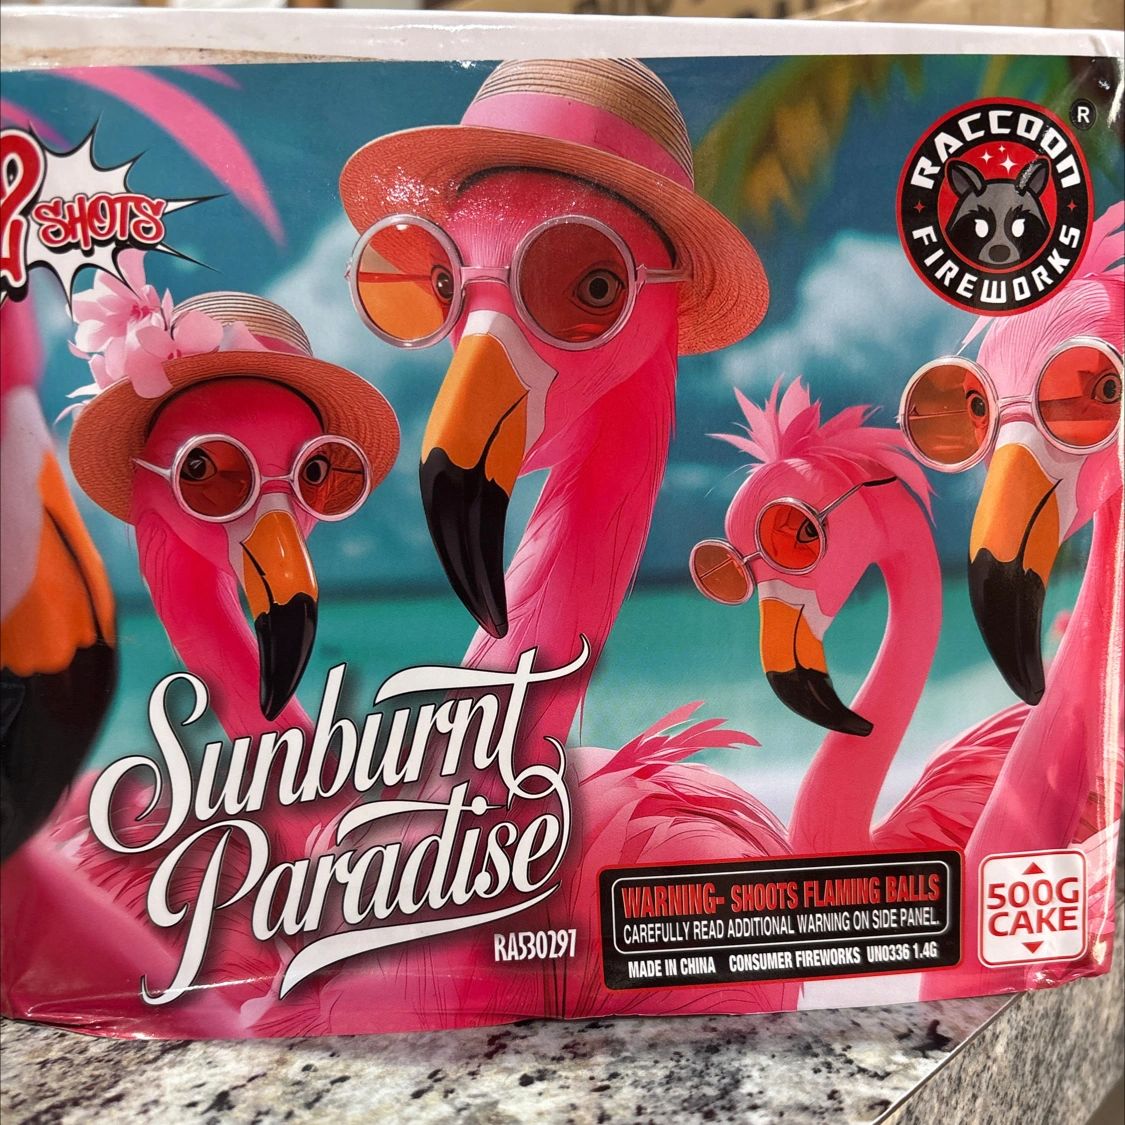 2 SHOTS
RACCOON
FIREWORKS
®
Sunburnt
Paradise
RA530297
WARNING- SHOOTS FLAMING BALLS
CAREFULLY READ ADDITIONAL WARNING ON SIDE PANEL.
MADE IN CHINA CONSUMER FIREWORKS UN0336 1.4G
500G
CAKE